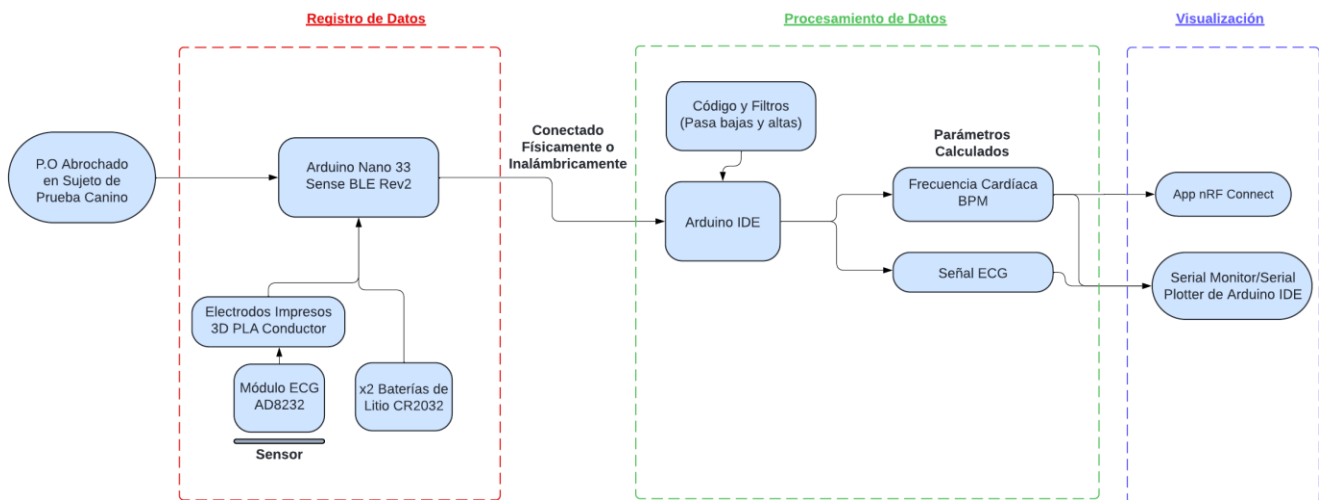 Registro de Datos
Procesamiento de Datos
Visualización
P.O Abrochado
en Sujeto de
Prueba Canino
Arduino Nano 33
Sense BLE Rev2
Electrodos Impresos
3D PLA Conductor
Módulo ECG
AD8232
Sensor
x2 Baterías de
Litio CR2032
Conectado
Físicamente o
Inalámbricamente
Código y Filtros
(Pasa bajas y altas)
Arduino IDE
Parámetros
Calculados
Frecuencia Cardíaca
BPM
Señal ECG
App nRF Connect
Serial Monitor/Serial
Plotter de Arduino IDE